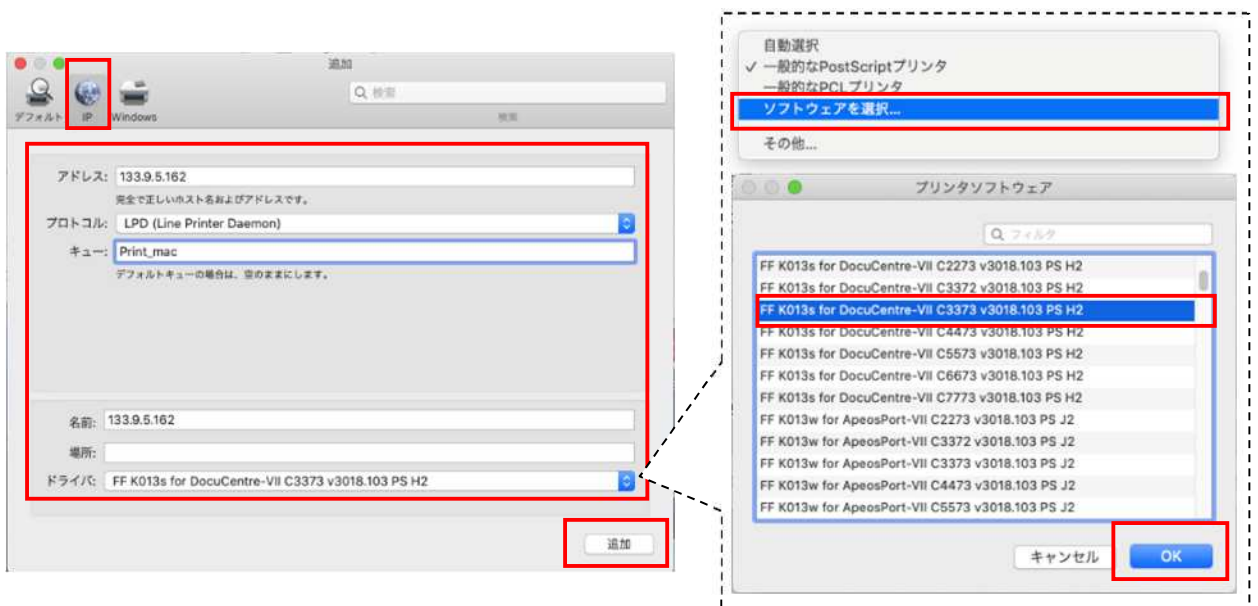 追加
検索
デフォルト IP Windows
検索
アドレス: 133.9.5.162
完全で正しいホスト名およびアドレスです。
プロトコル: LPD (Line Printer Daemon)
キュー: Print_mac
デフォルトキューの場合は、空のままにします。
名前: 133.9.5.162
場所:
ドライバ: FF K013s for DocuCentre-VII C3373 v3018.103 PS H2
追加
自動選択
✓ 一般的なPostScriptプリンタ
一般的なPCLプリンタ
ソフトウェアを選択...
その他...
プリンタソフトウェア
フィルタ
FF K013s for DocuCentre-VII C2273 v3018.103 PS H2
FF K013s for DocuCentre-VII C3372 v3018.103 PS H2
FF K013s for DocuCentre-VII C3373 v3018.103 PS H2
FF K013s for DocuCentre-VII C4473 v3018.103 PS H2
FF K013s for DocuCentre-VII C5573 v3018.103 PS H2
FF K013s for DocuCentre-VII C6673 v3018.103 PS H2
FF K013s for DocuCentre-VII C7773 v3018.103 PS H2
FF K013w for ApeosPort-VII C2273 v3018.103 PS J2
FF K013w for ApeosPort-VII C3372 v3018.103 PS J2
FF K013w for ApeosPort-VII C3373 v3018.103 PS J2
FF K013w for ApeosPort-VII C4473 v3018.103 PS J2
FF K013w for ApeosPort-VII C5573 v3018.103 PS J2
キャンセル OK